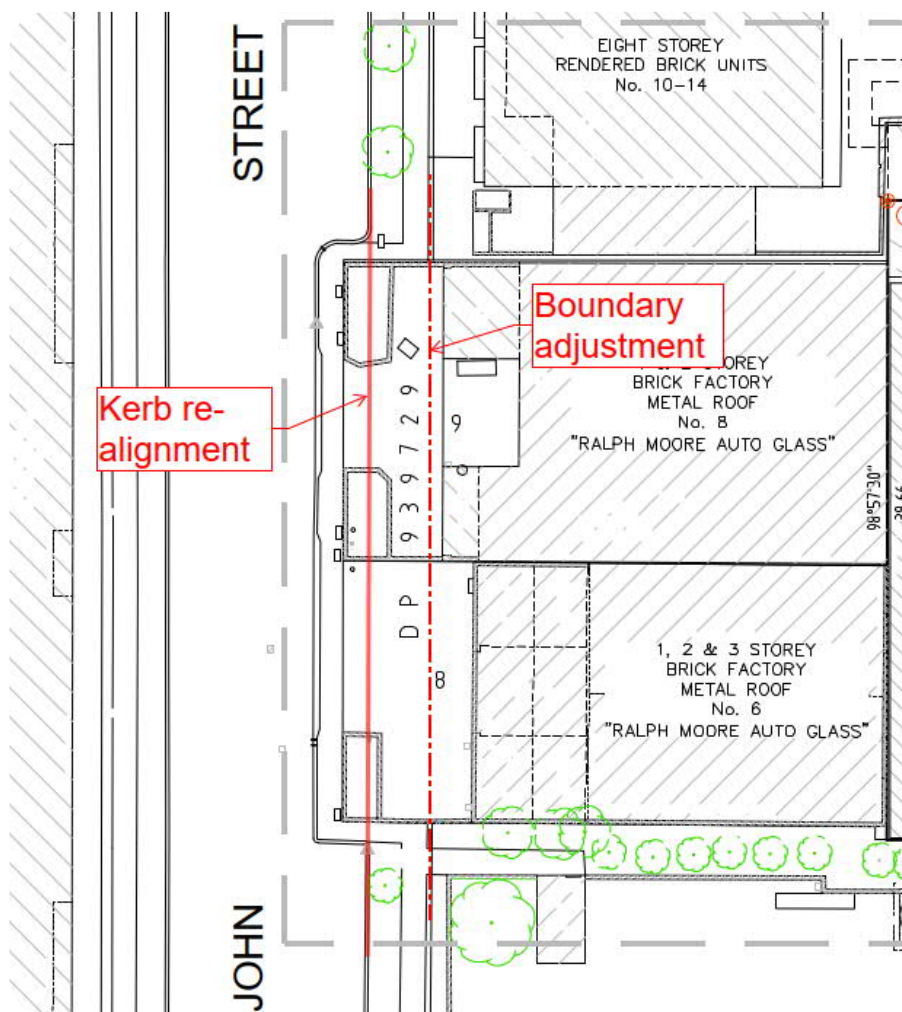 STREET
EIGHT STOREY
RENDERED BRICK UNITS
No. 10-14
Boundary
adjustment
STOREY
BRICK FACTORY
METAL ROOF
No. 8
"RALPH MOORE AUTO GLASS"
Kerb re-
alignment
9
DP 939729
98°57'30"
8
1, 2 & 3 STOREY
BRICK FACTORY
METAL ROOF
No. 6
"RALPH MOORE AUTO GLASS"
JOHN